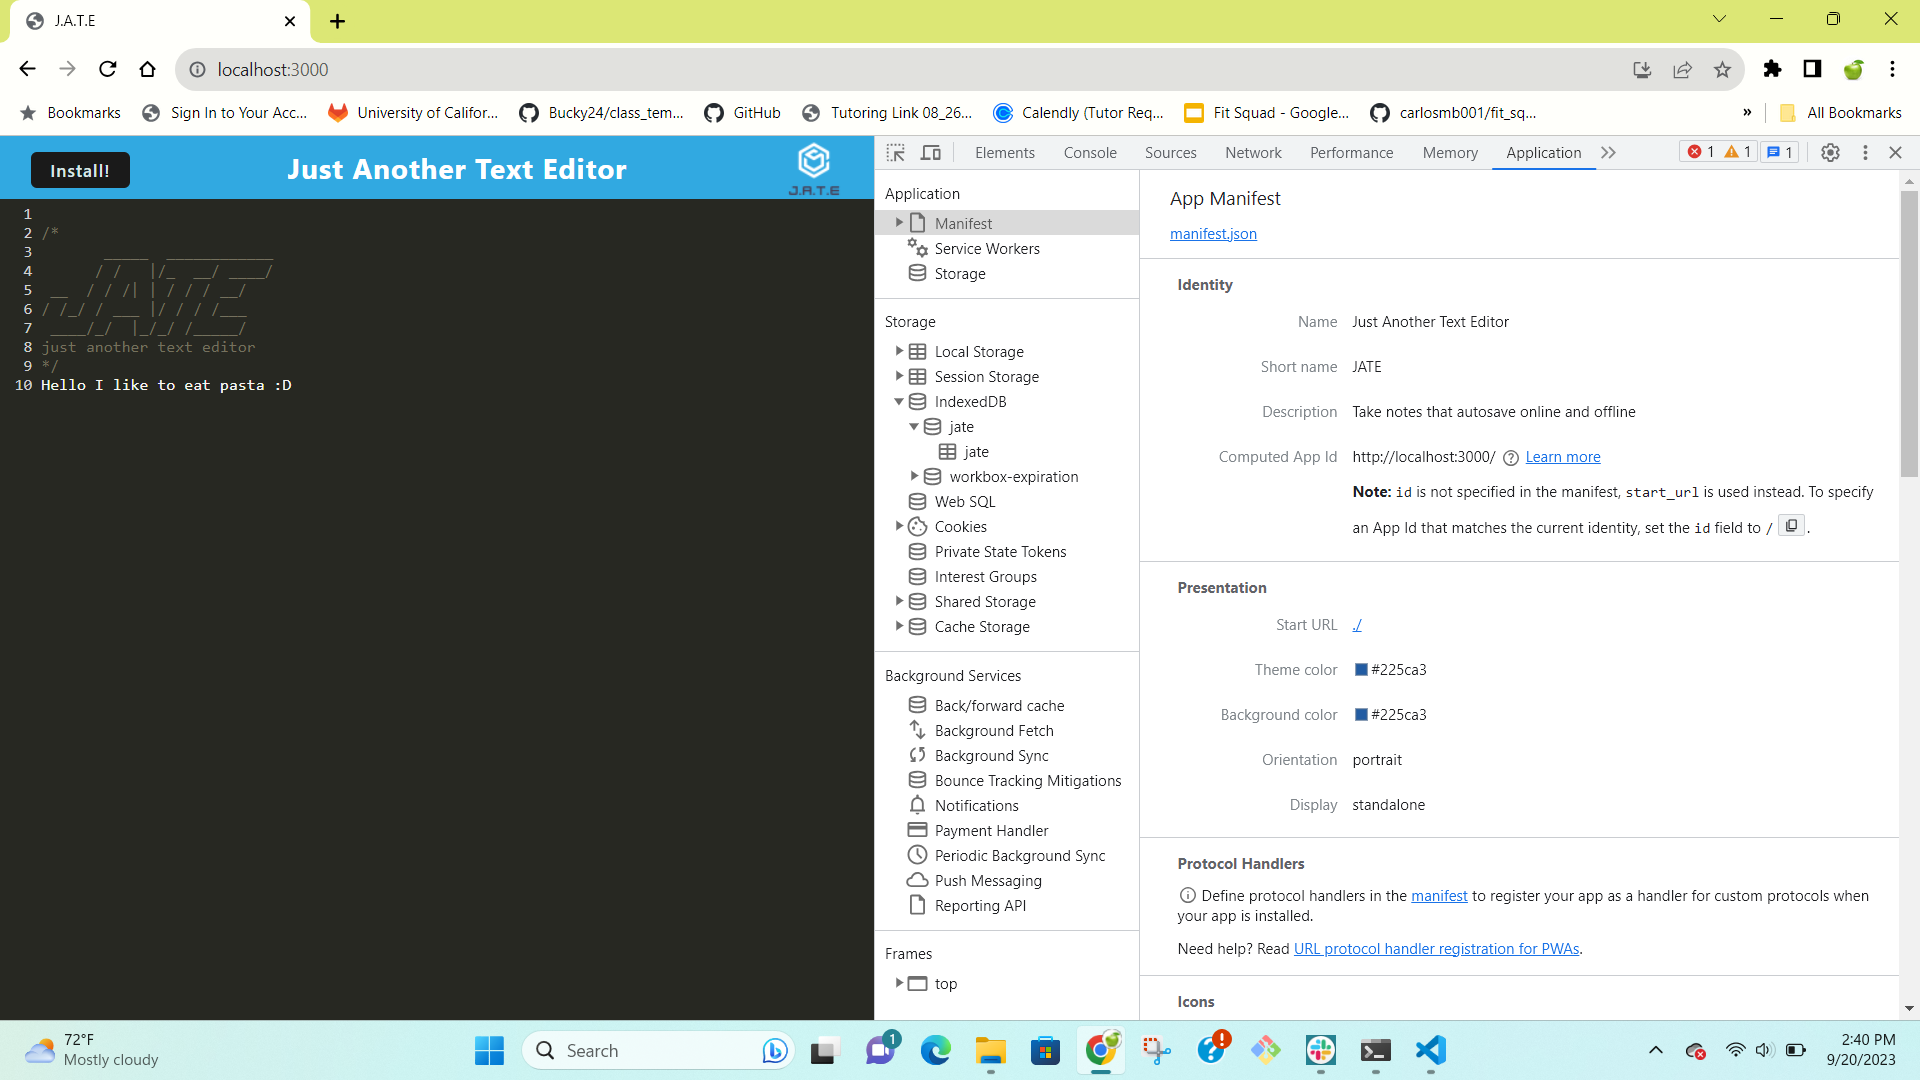 J.A.T.E
localhost:3000
Bookmarks
Sign In to Your Acc...
University of Califor...
Bucky24/class_tem...
GitHub
Tutoring Link 08_26...
Calendly (Tutor Req...
Fit Squad - Google...
carlosmb001/fit_sq...
»
All Bookmarks
Install!
Just Another Text Editor
J.A.T.E
1
2 /*
3        _____  ____________
4       / /   |/_  __/ ____/
5  __  / / /| | / / / __/
6 / /_/ / ___ |/ / / /___
7  ____/_/  |_/_/ /_____/
8 just another text editor
9 */
10 Hello I like to eat pasta :D
Elements
Console
Sources
Network
Performance
Memory
Application
1
1
1
Application
Manifest
Service Workers
Storage
Storage
Local Storage
Session Storage
IndexedDB
jate
jate
workbox-expiration
Web SQL
Cookies
Private State Tokens
Interest Groups
Shared Storage
Cache Storage
Background Services
Back/forward cache
Background Fetch
Background Sync
Bounce Tracking Mitigations
Notifications
Payment Handler
Periodic Background Sync
Push Messaging
Reporting API
Frames
top
App Manifest
manifest.json
Identity
Name Just Another Text Editor
Short name JATE
Description Take notes that autosave online and offline
Computed App Id http://localhost:3000/ Learn more
Note: id is not specified in the manifest, start_url is used instead. To specify
an App Id that matches the current identity, set the id field to / .
Presentation
Start URL ./
Theme color #225ca3
Background color #225ca3
Orientation portrait
Display standalone
Protocol Handlers
Define protocol handlers in the manifest to register your app as a handler for custom protocols when
your app is installed.
Need help? Read URL protocol handler registration for PWAs.
Icons
72°F
Mostly cloudy
Search
1
2:40 PM
9/20/2023